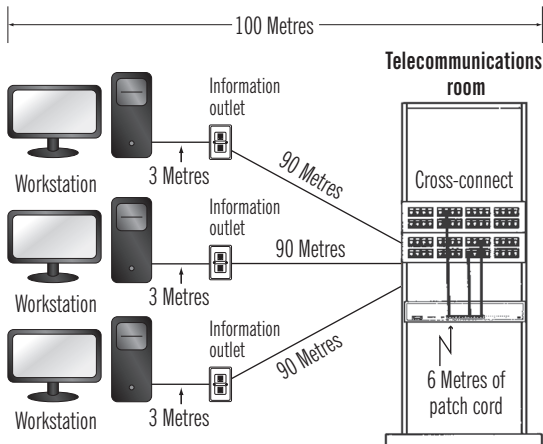 100 Metres
Telecommunications
room
Information
outlet
90 Metres
Cross-connect
3 Metres
Workstation
Information
outlet
90 Metres
3 Metres
Workstation
Information
outlet
90 Metres
6 Metres of
patch cord
3 Metres
Workstation